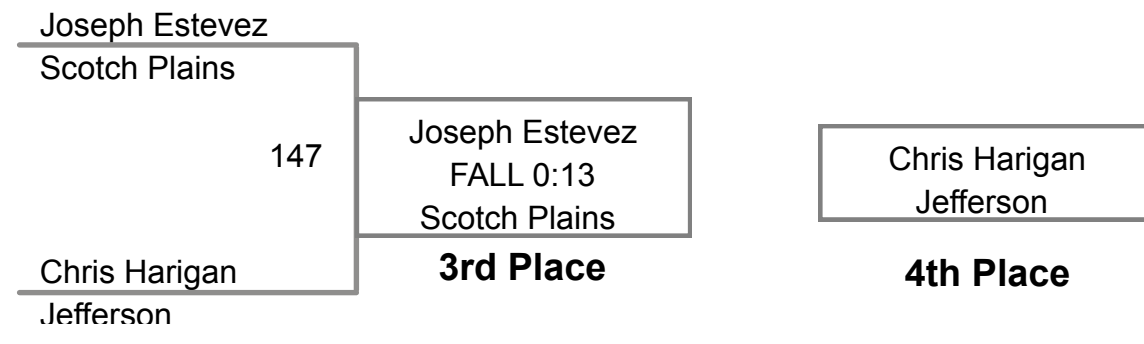 Joseph Estevez
Scotch Plains
147
Joseph Estevez
FALL 0:13
Scotch Plains
3rd Place
Chris Harigan
Jefferson
4th Place
Chris Harigan
Jefferson